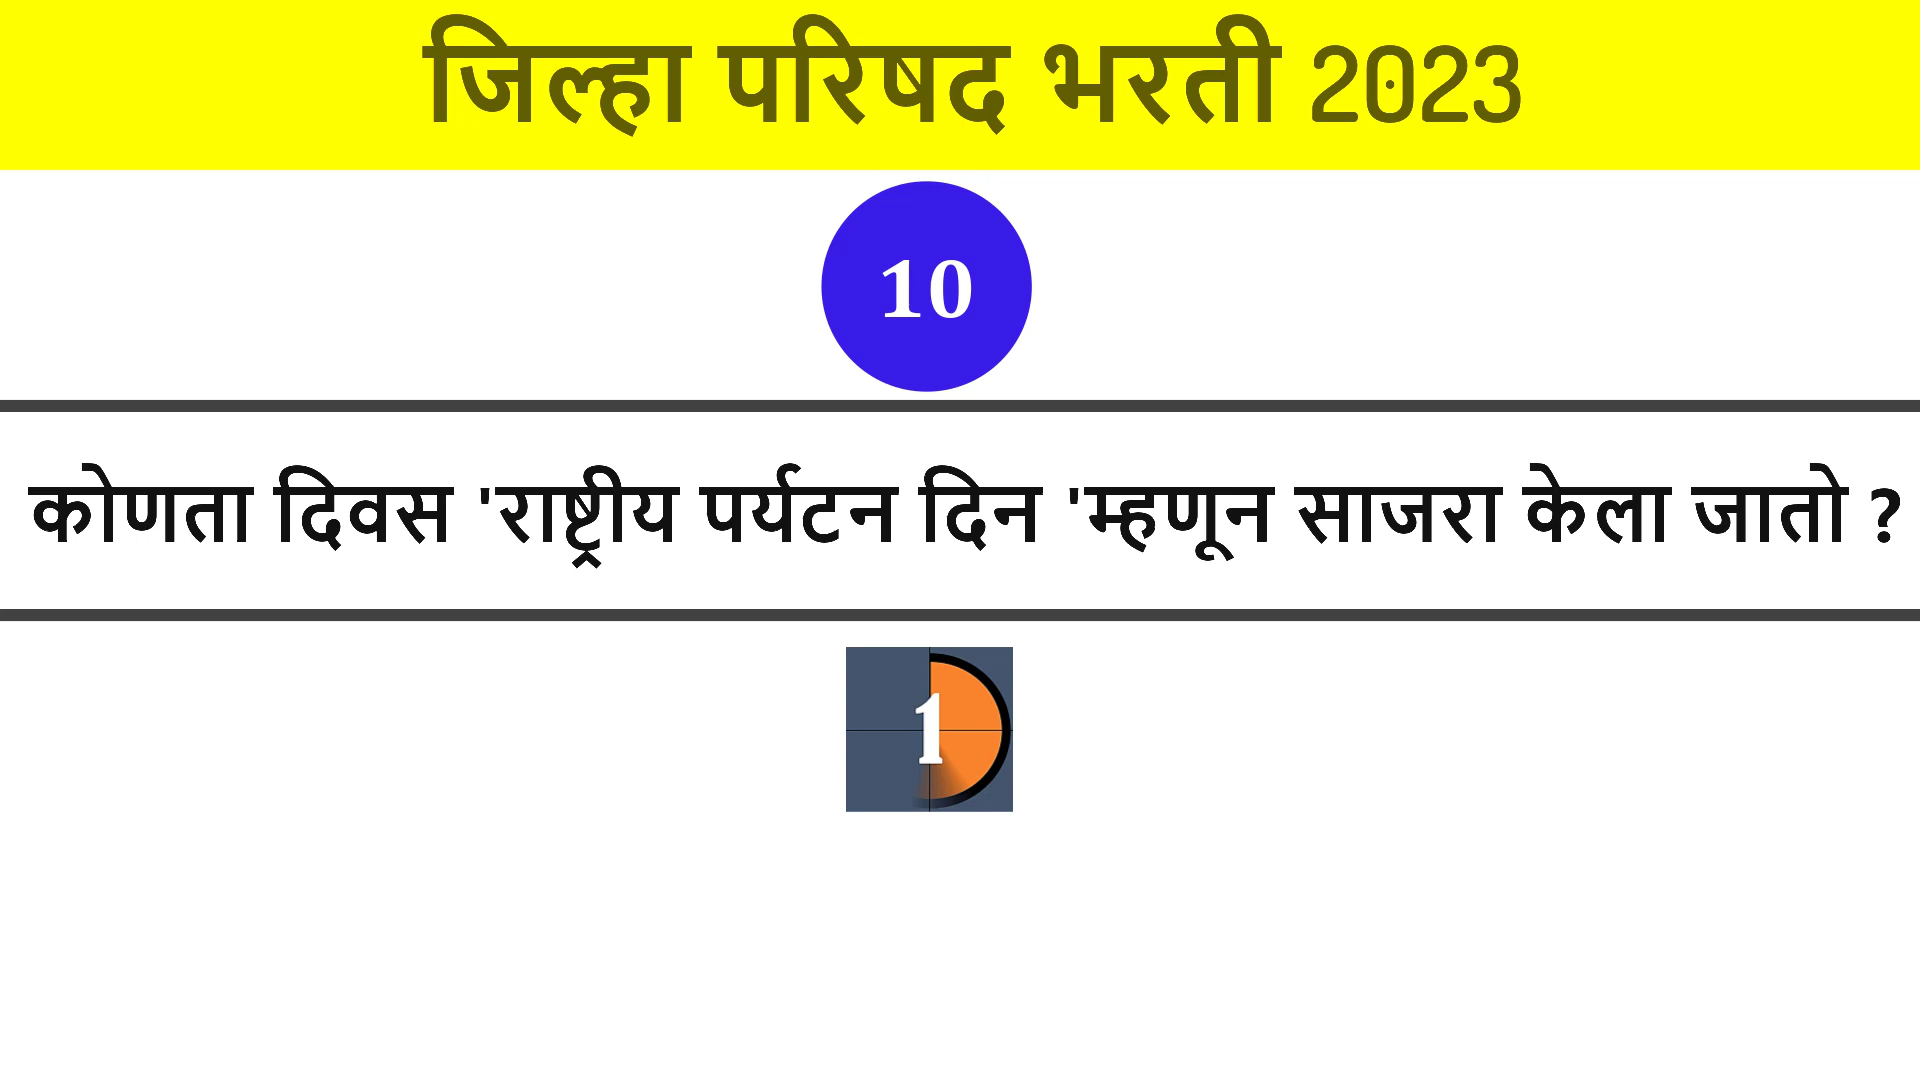 जिल्हा परिषद भरती 2023
10
कोणता दिवस 'राष्ट्रीय पर्यटन दिन 'म्हणून साजरा केला जातो ?
1